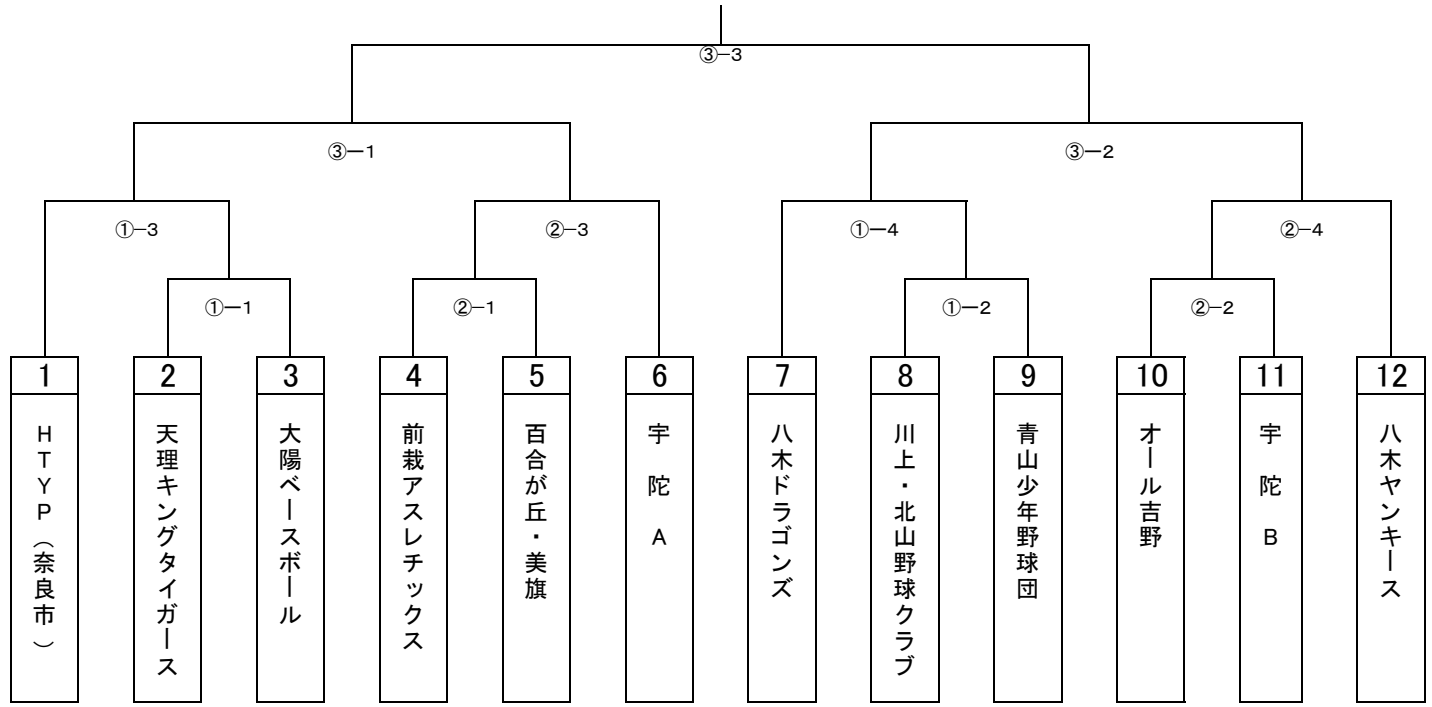 ③−3
③ー1
③ー2
①−3
②−3
①ー4
②−4
①ー1
②−1
①ー2
②−2
1
2
3
4
5
6
7
8
9
10
11
12
HTYP（奈良市）
天理キングタイガース
大陽ベースボール
前栽アスレチックス
百合が丘・美旗
宇陀A
八木ドラゴンズ
川上・北山野球クラブ
青山少年野球団
オール吉野
宇陀B
八木ヤンキース